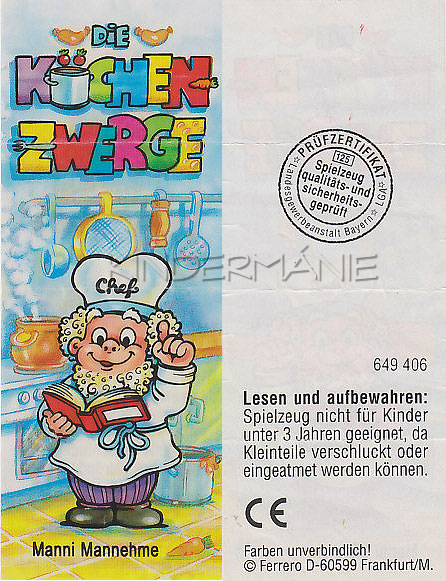 DIE
KÜCHEN
ZWERGE
Chef
Manni Mannehme
PRÜFZERTIFIKAT
125
Spielzeug
qualitäts- und
sicherheits-
geprüft
Landesgewerbeanstalt Bayern
LGA
KINDERMÁNIE
649 406
Lesen und aufbewahren:
Spielzeug nicht für Kinder
unter 3 Jahren geeignet, da
Kleinteile verschluckt oder
eingeatmet werden können.
CE
Farben unverbindlich!
© Ferrero D-60599 Frankfurt/M.